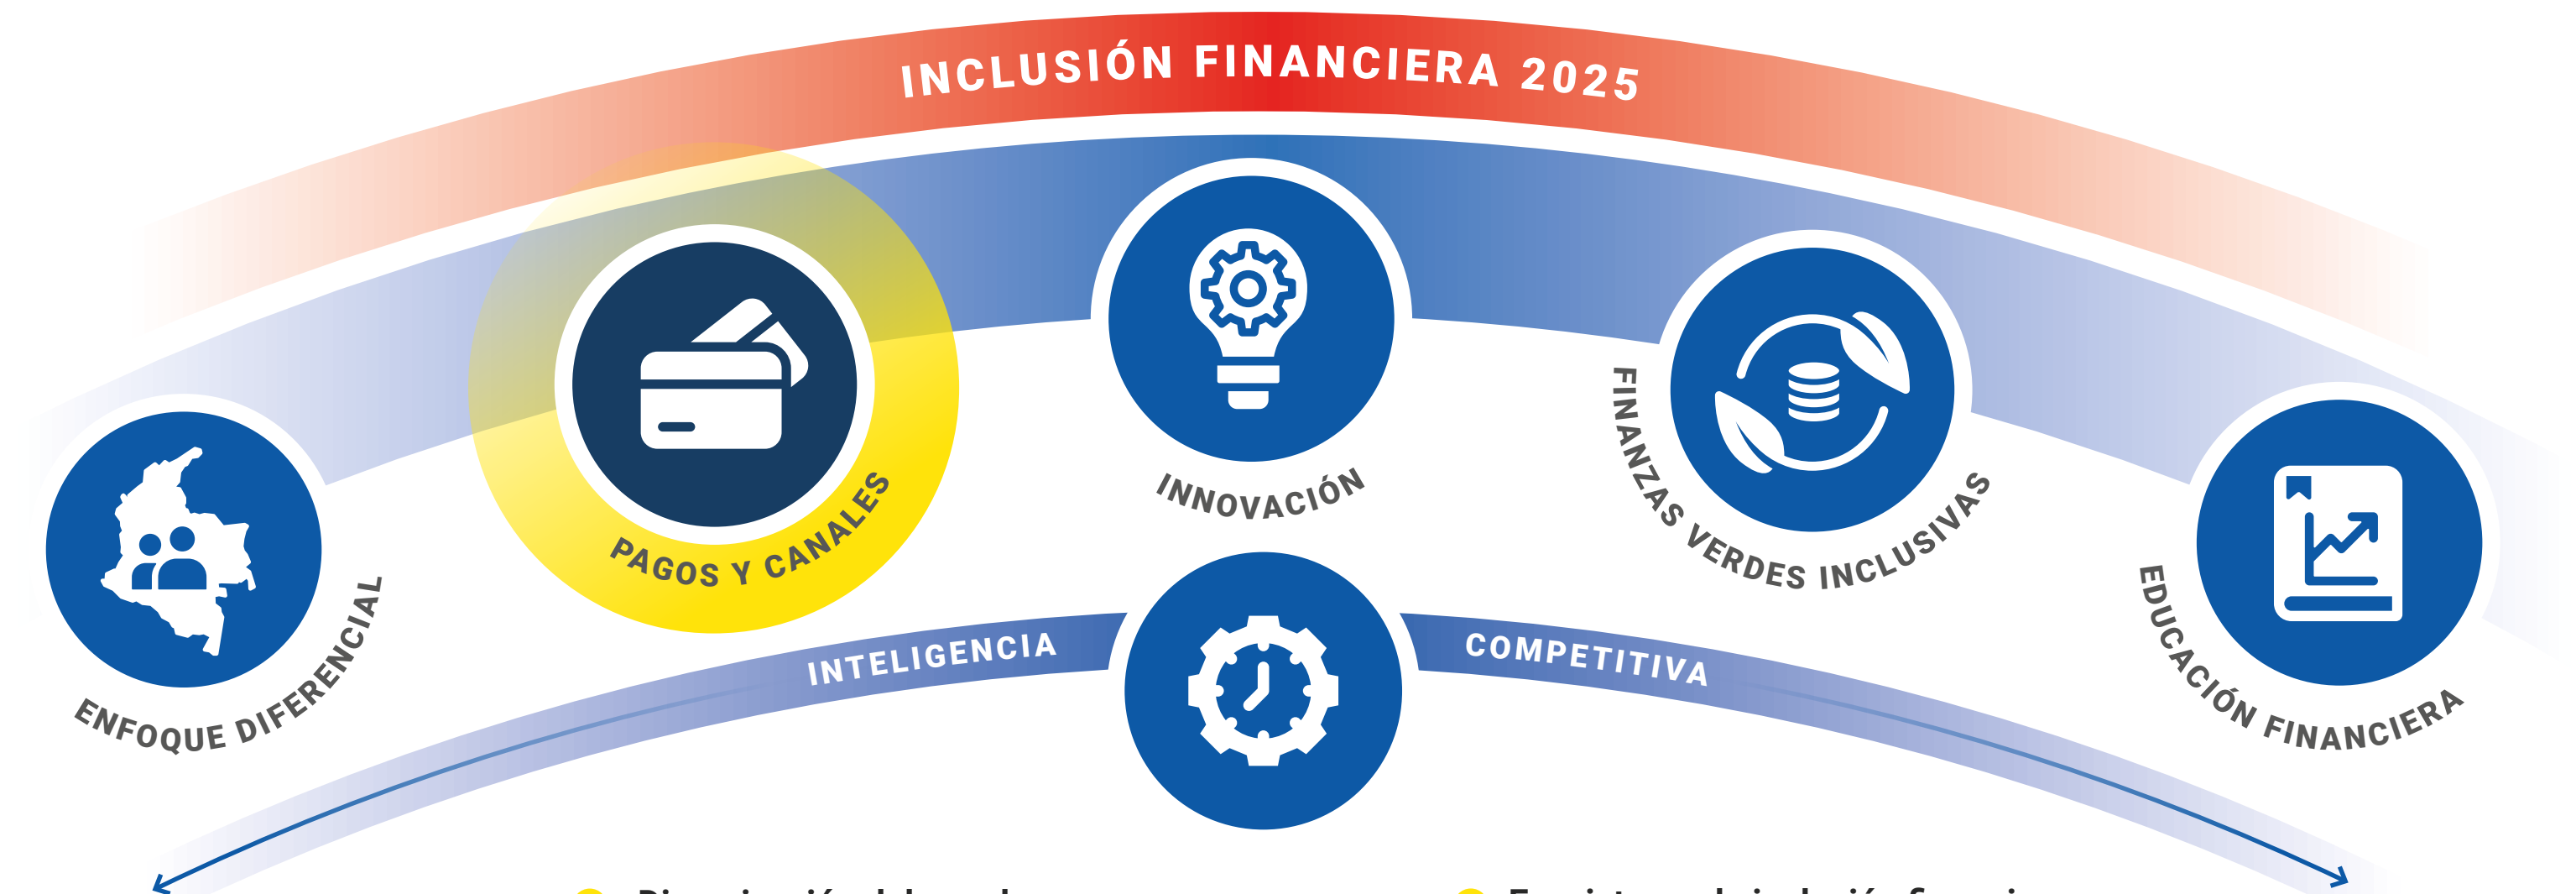 INCLUSIÓN FINANCIERA 2025
ENFOQUE DIFERENCIAL
PAGOS Y CANALES
INNOVACIÓN
FINANZAS VERDES INCLUSIVAS
EDUCACIÓN FINANCIERA
INTELIGENCIA COMPETITIVA